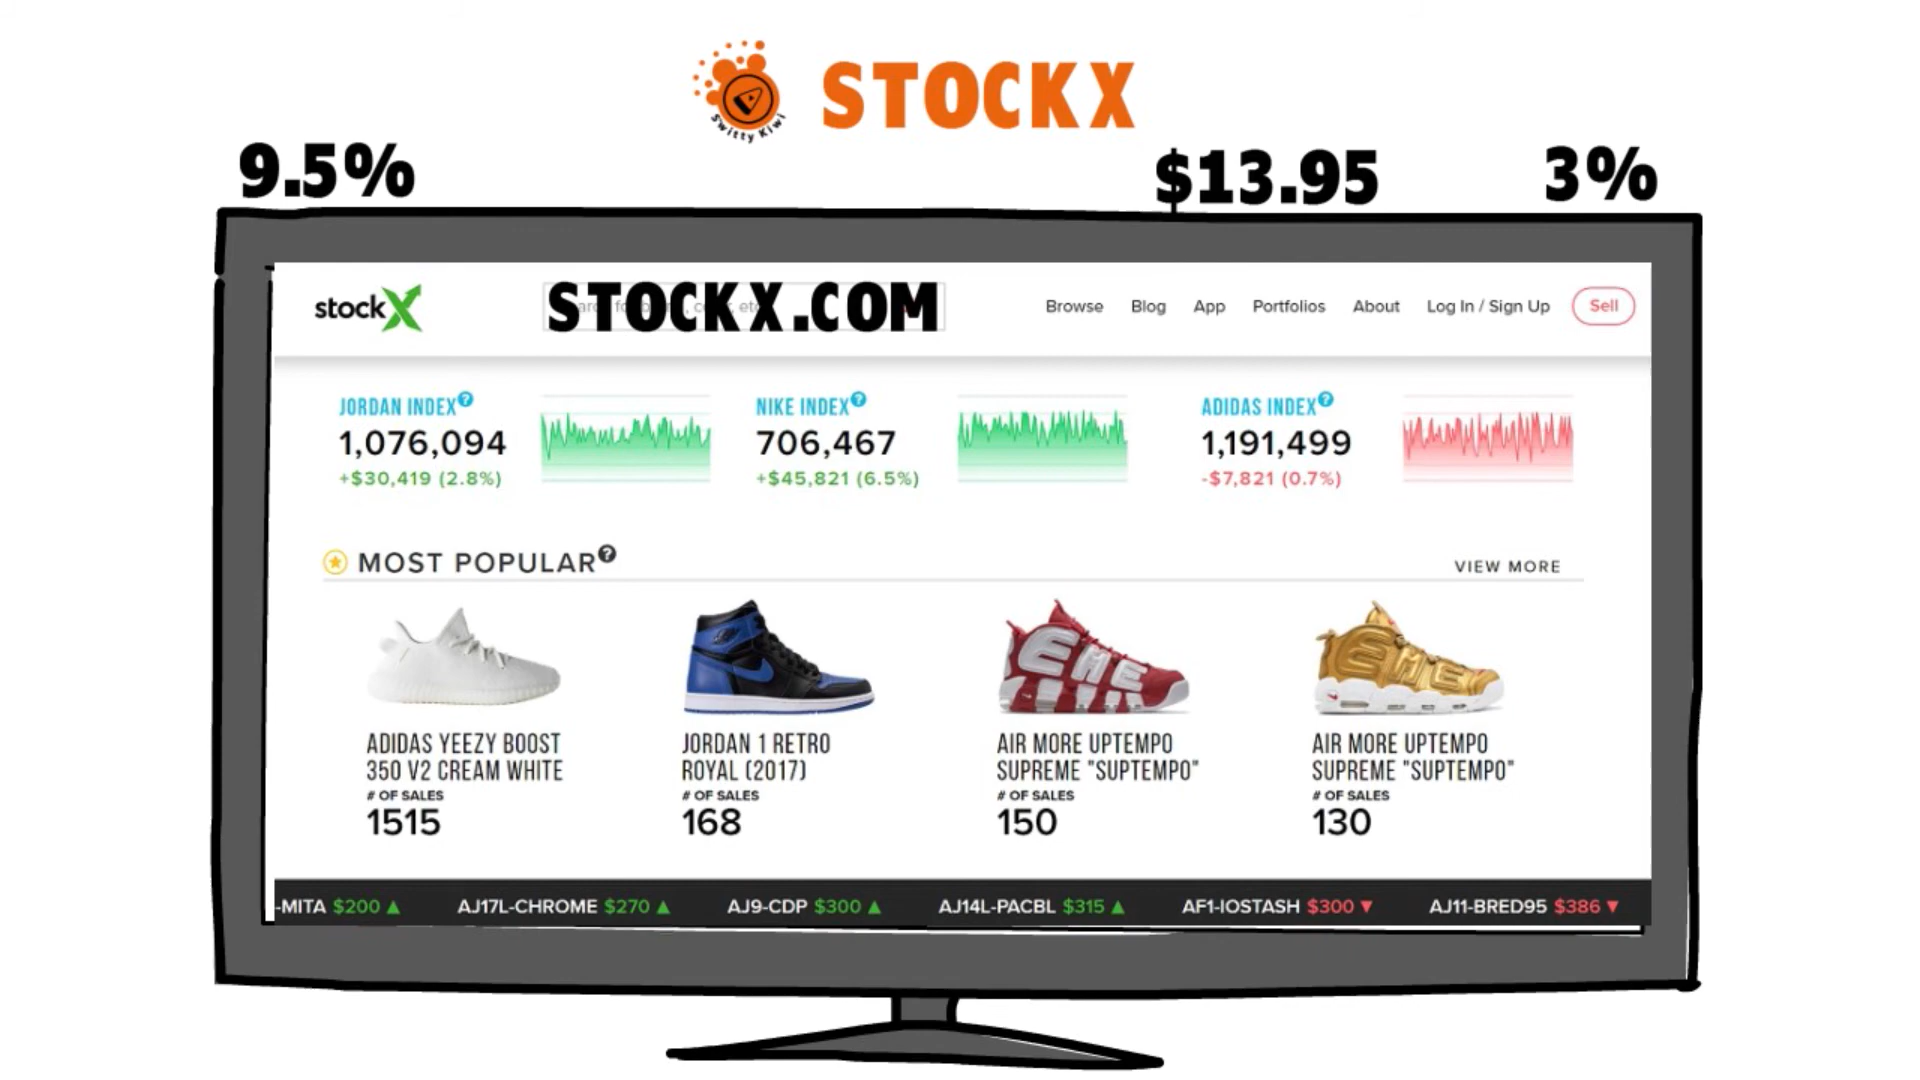 Switty Kiwi
STOCKX
9.5%
$13.95
3%
stockX
STOCKX.COM
Browse
Blog
App
Portfolios
About
Log In / Sign Up
Sell
JORDAN INDEX?
1,076,094
+$30,419 (2.8%)
NIKE INDEX?
706,467
+$45,821 (6.5%)
ADIDAS INDEX?
1,191,499
-$7,821 (0.7%)
MOST POPULAR?
VIEW MORE
ADIDAS YEEZY BOOST
350 V2 CREAM WHITE
# OF SALES
1515
JORDAN 1 RETRO
ROYAL (2017)
# OF SALES
168
AIR MORE UPTEMPO
SUPREME "SUPTEMPO"
# OF SALES
150
AIR MORE UPTEMPO
SUPREME "SUPTEMPO"
# OF SALES
130
-MITA $200 ▲ AJ17L-CHROME $270 ▲ AJ9-CDP $300 ▲ AJ14L-PACBL $315 ▲ AF1-IOSTASH $300 ▼ AJ11-BRED95 $386 ▼